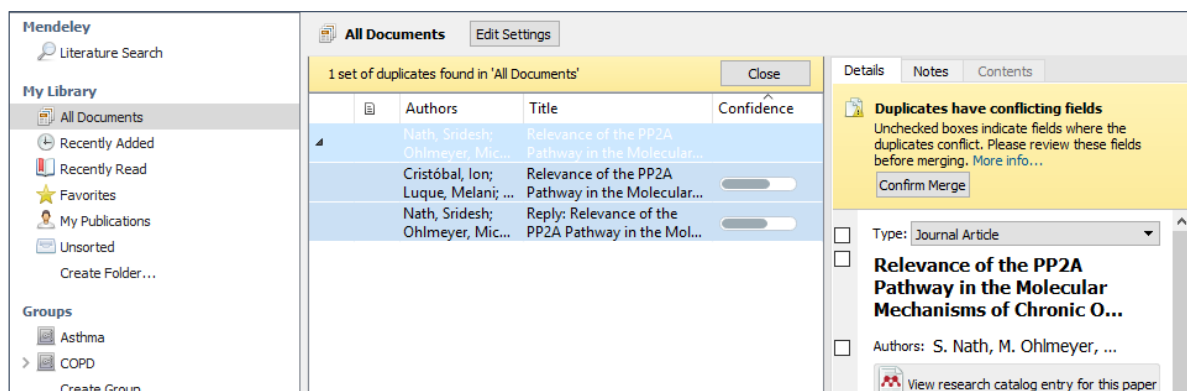 Mendeley
Literature Search
My Library
All Documents
Recently Added
Recently Read
Favorites
My Publications
Unsorted
Create Folder...
Groups
Asthma
COPD
Create Group
All Documents
Edit Settings
1 set of duplicates found in 'All Documents'
Close
Authors Title Confidence
Nath, Sridesh; Relevance of the PP2A
Ohlmeyer, Mic... Pathway in the Molecular...
Cristóbal, Ion; Relevance of the PP2A
Luque, Melani; ... Pathway in the Molecular...
Nath, Sridesh; Reply: Relevance of the
Ohlmeyer, Mic... PP2A Pathway in the Mol...
Details Notes Contents
Duplicates have conflicting fields
Unchecked boxes indicate fields where the
duplicates conflict. Please review these fields
before merging. More info...
Confirm Merge
Type: Journal Article
Relevance of the PP2A
Pathway in the Molecular
Mechanisms of Chronic O...
Authors: S. Nath, M. Ohlmeyer, ...
View research catalog entry for this paper